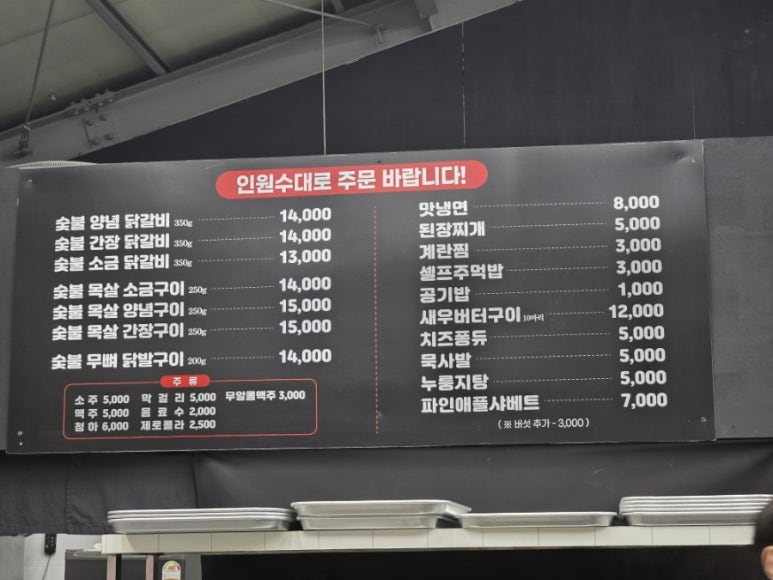 인원수대로 주문 바랍니다!
숯불 양념 닭갈비 350g 14,000
숯불 간장 닭갈비 350g 14,000
숯불 소금 닭갈비 350g 13,000
숯불 목살 소금구이 250g 14,000
숯불 목살 양념구이 250g 15,000
숯불 목살 간장구이 250g 15,000
숯불 무뼈 닭발구이 200g 14,000
주 류
소 주 5,000 막 걸 리 5,000 무알콜맥주 3,000
맥 주 5,000 음 료 수 2,000
청 하 6,000 제로콜라 2,500
맛냉면 8,000
된장찌개 5,000
계란찜 3,000
셀프주먹밥 3,000
공기밥 1,000
새우버터구이 10마리 12,000
치즈퐁듀 5,000
묵사발 5,000
누룽지탕 5,000
파인애플샤베트 7,000
( ※ 버섯 추가 - 3,000 )